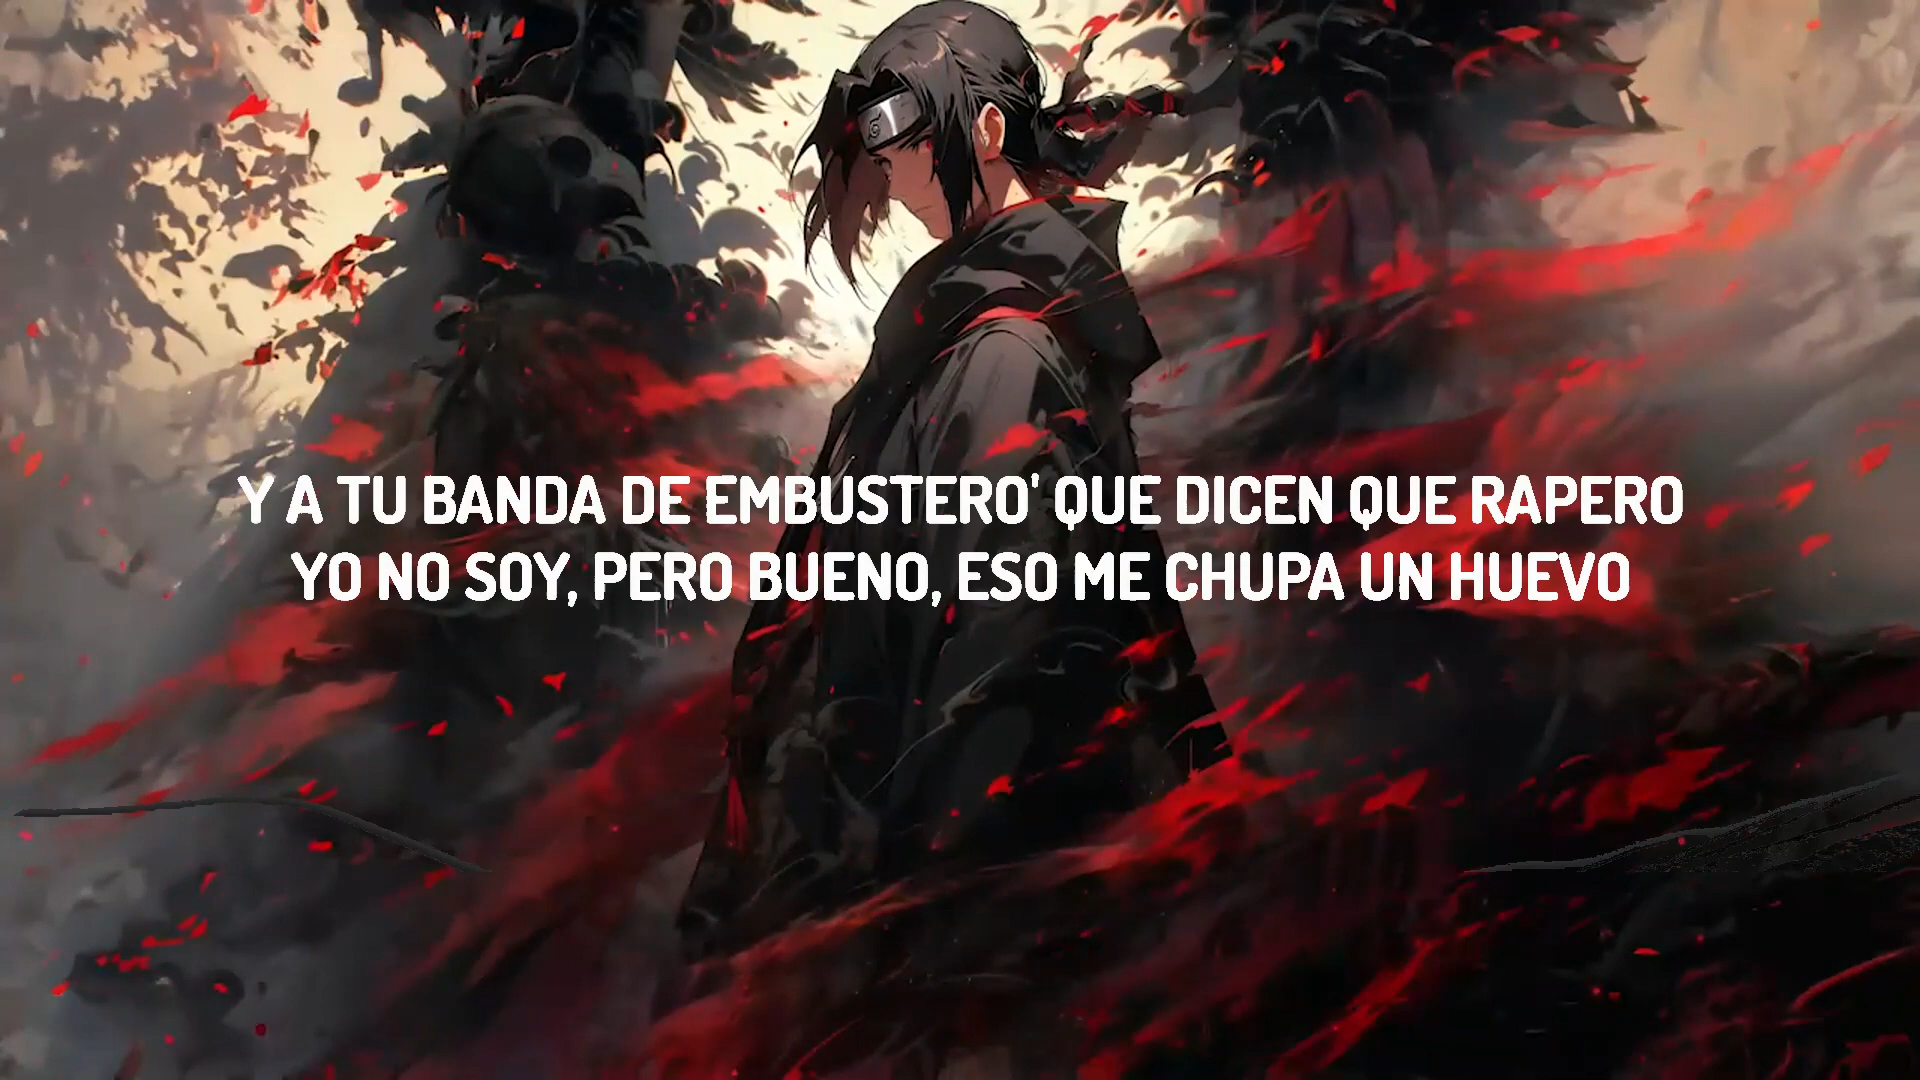 Y A TU BANDA DE EMBUSTERO' QUE DICEN QUE RAPERO
YO NO SOY, PERO BUENO, ESO ME CHUPA UN HUEVO